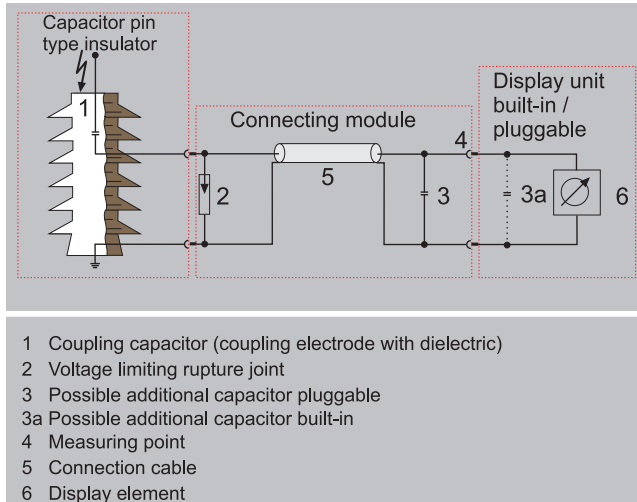 Capacitor pin
type insulator
1
Connecting module
2
5
3
4
Display unit
built-in /
pluggable
3a
6
1 Coupling capacitor (coupling electrode with dielectric)
2 Voltage limiting rupture joint
3 Possible additional capacitor pluggable
3a Possible additional capacitor built-in
4 Measuring point
5 Connection cable
6 Display element